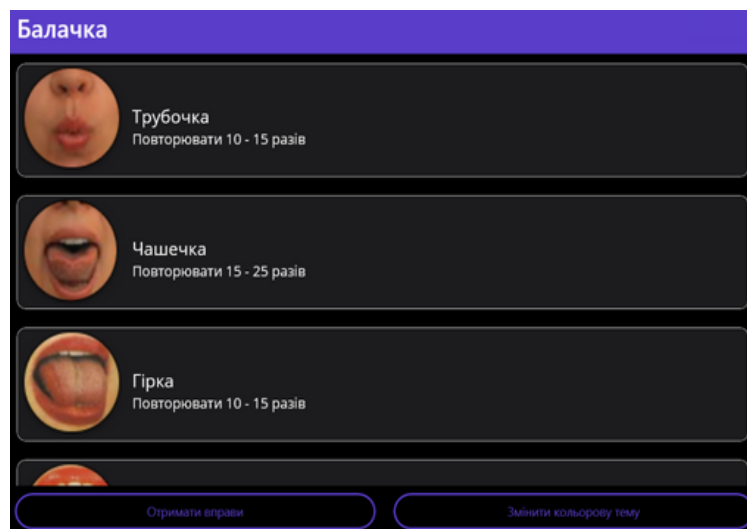 Балачка
Трубочка
Повторювати 10 - 15 разів
Чашечка
Повторювати 15 - 25 разів
Гірка
Повторювати 10 - 15 разів
Отримати вправи
Змінити кольорову тему